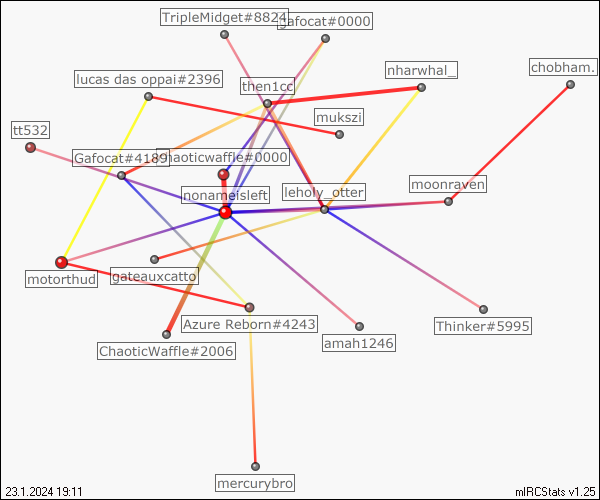 TripleMidget#8824
gafocat#0000
nharwhal_
chobham.
lucas das oppai#2396
then1cc
mukszi
tt532
Gafocat#4189
chaoticwaffle#0000
nonameisleft
leholy_otter
moonraven
motorthud
gateauxcatto
Azure Reborn#4243
Thinker#5995
ChaoticWaffle#2006
amah1246
mercurybro
23.1.2024 19:11
mIRCStats v1.25